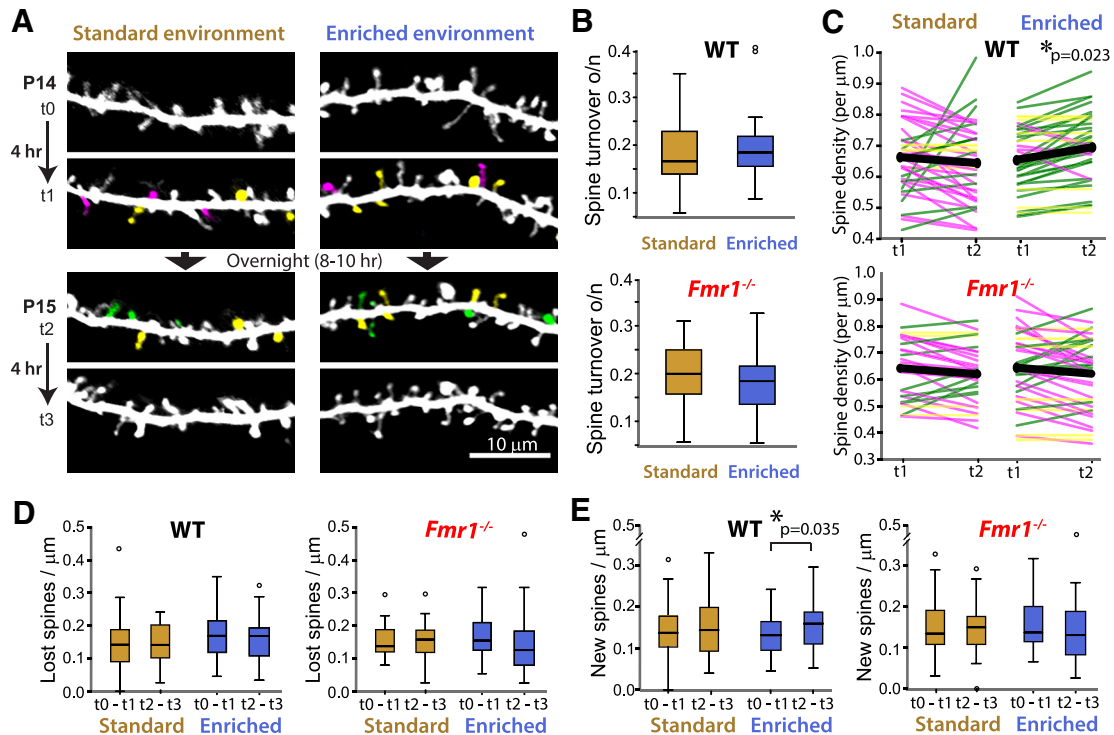 A
Standard environment
Enriched environment
P14
t0
4 hr
t1
Overnight (8-10 hr)
P15
t2
4 hr
t3
10 μm
B
Spine turnover o/n
0.4
0.3
0.2
0.1
WT
8
Standard
Enriched
Spine turnover o/n
0.4
0.3
0.2
0.1
Fmr1-/-
Standard
Enriched
C
Standard
Enriched
Spine density (per μm)
1.0
0.9
0.8
0.7
0.6
0.5
0.4
WT
*p=0.023
t1
t2
t1
t2
Spine density (per μm)
1.0
0.9
0.8
0.7
0.6
0.5
0.4
0.3
Fmr1-/-
t1
t2
t1
t2
D
Lost spines / μm
0.5
0.4
0.3
0.2
0.1
0.0
WT
t0 - t1
t2 - t3
t0 - t1
t2 - t3
Standard
Enriched
Lost spines / μm
0.5
0.4
0.3
0.2
0.1
0.0
Fmr1-/-
t0 - t1
t2 - t3
t0 - t1
t2 - t3
Standard
Enriched
E
New spines / μm
0.5
0.3
0.2
0.1
0.0
WT
*p=0.035
t0 - t1
t2 - t3
t0 - t1
t2 - t3
Standard
Enriched
New spines / μm
0.5
0.3
0.2
0.1
0.0
Fmr1-/-
t0 - t1
t2 - t3
t0 - t1
t2 - t3
Standard
Enriched